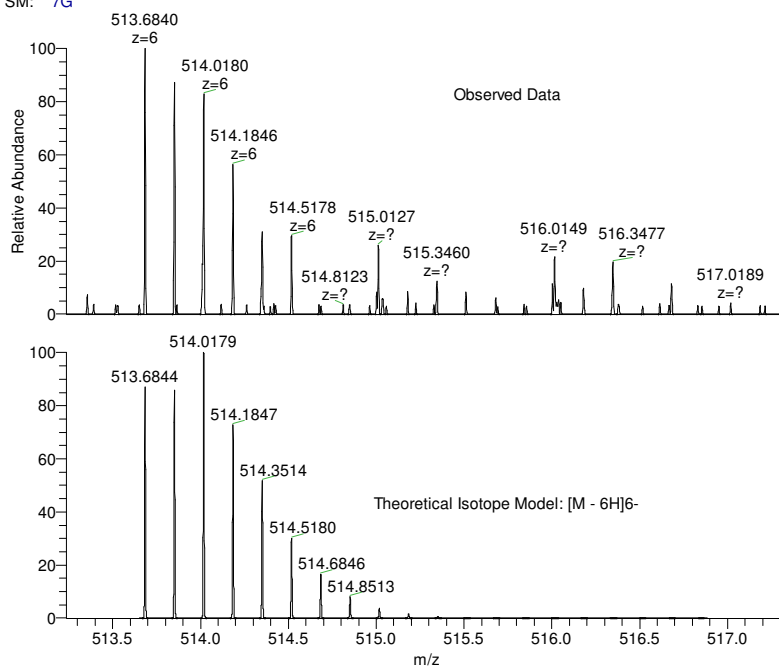 SM: 7G
513.6840
z=6
514.0180
z=6
514.1846
z=6
514.5178
z=6
514.8123
z=?
515.0127
z=?
515.3460
z=?
516.0149
z=?
516.3477
z=?
517.0189
z=?
Observed Data
Relative Abundance
100
80
60
40
20
0
513.6844
514.0179
514.1847
514.3514
514.5180
514.6846
514.8513
Theoretical Isotope Model: [M - 6H]6-
100
80
60
40
20
0
513.5 514.0 514.5 515.0 515.5 516.0 516.5 517.0
m/z